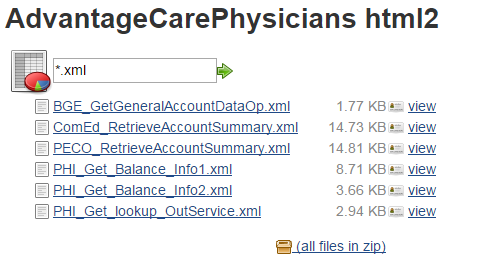 AdvantageCarePhysicians html2
*.xml
BGE_GetGeneralAccountDataOp.xml 1.77 KB view
ComEd_RetrieveAccountSummary.xml 14.73 KB view
PECO_RetrieveAccountSummary.xml 14.81 KB view
PHI_Get_Balance_Info1.xml 8.71 KB view
PHI_Get_Balance_Info2.xml 3.66 KB view
PHI_Get_lookup_OutService.xml 2.94 KB view
(all files in zip)